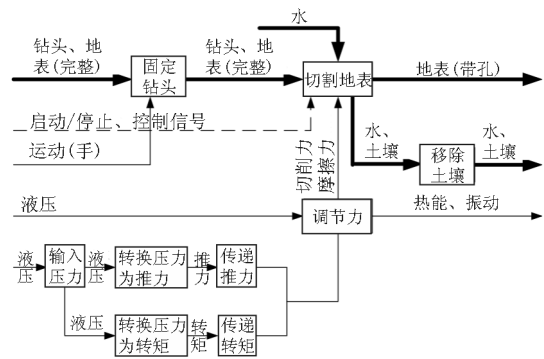 水
钻头、地
表(完整)
固定
钻头
钻头、地
表(完整)
切割地表
地表(带孔)
启动/停止、控制信号
运动(手)
切削力
摩擦力
水、
土壤
移除
土壤
水、
土壤
液压
调节力
热能、振动
液压
输入
压力
液压
转换压力
为推力
推力
传递
推力
液压
转换压力
为转矩
转矩
传递
转矩